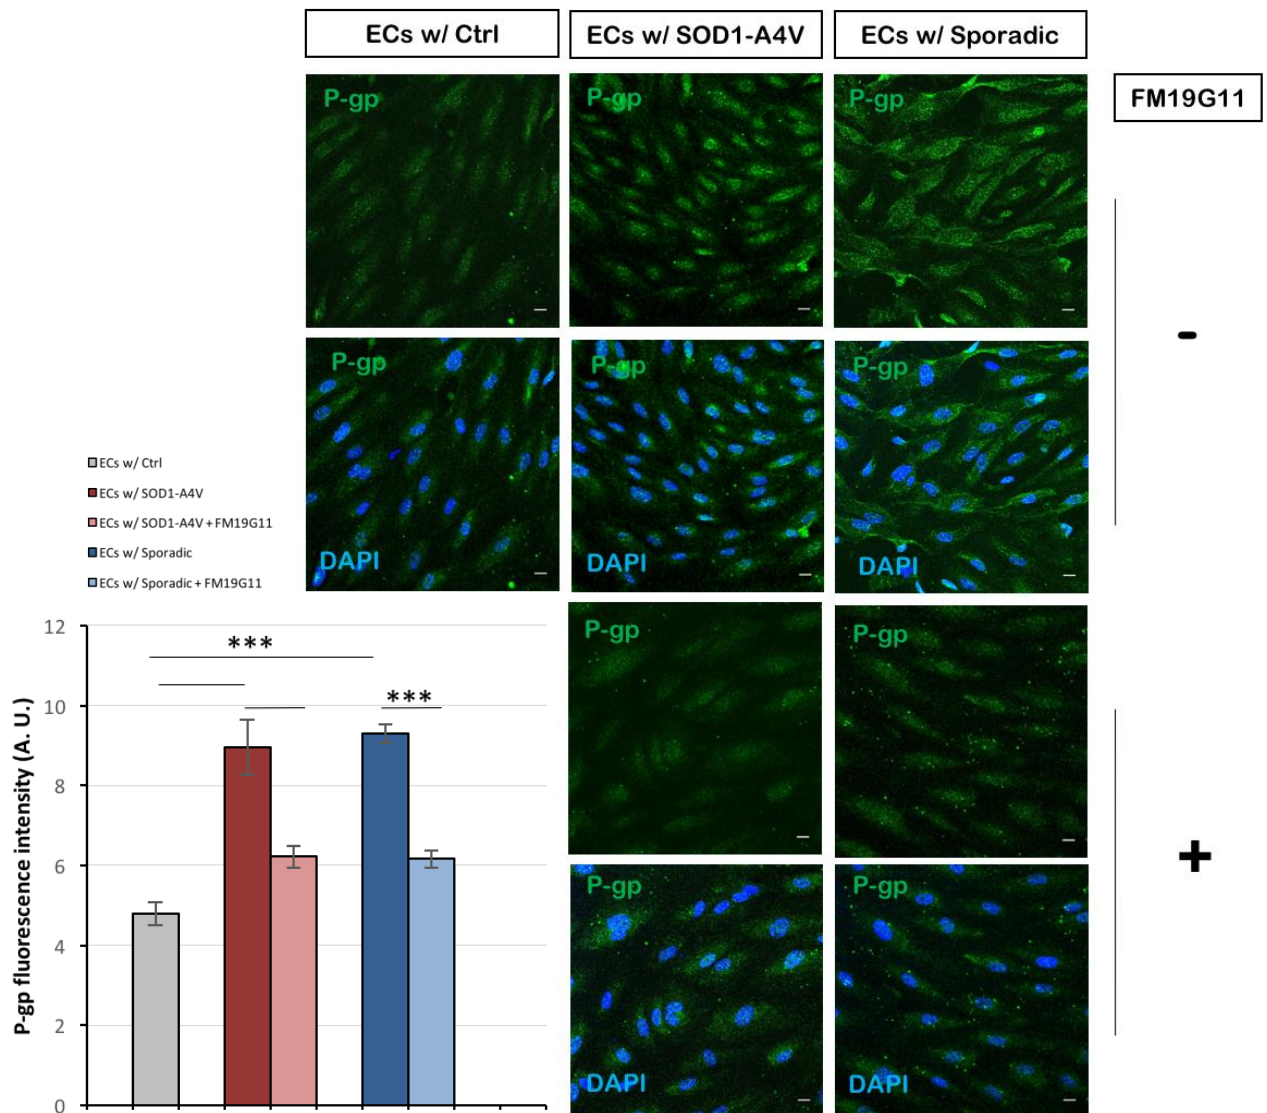 ECs w/ Ctrl
ECs w/ SOD1-A4V
ECs w/ Sporadic
FM19G11
P-gp
P-gp
P-gp
-
P-gp
P-gp
P-gp
DAPI
DAPI
DAPI
ECs w/ Ctrl
ECs w/ SOD1-A4V
ECs w/ SOD1-A4V + FM19G11
ECs w/ Sporadic
ECs w/ Sporadic + FM19G11
P-gp
P-gp
+
P-gp
P-gp
DAPI
DAPI
P-gp fluorescence intensity (A. U.)
12
10
8
6
4
2
0
***
***